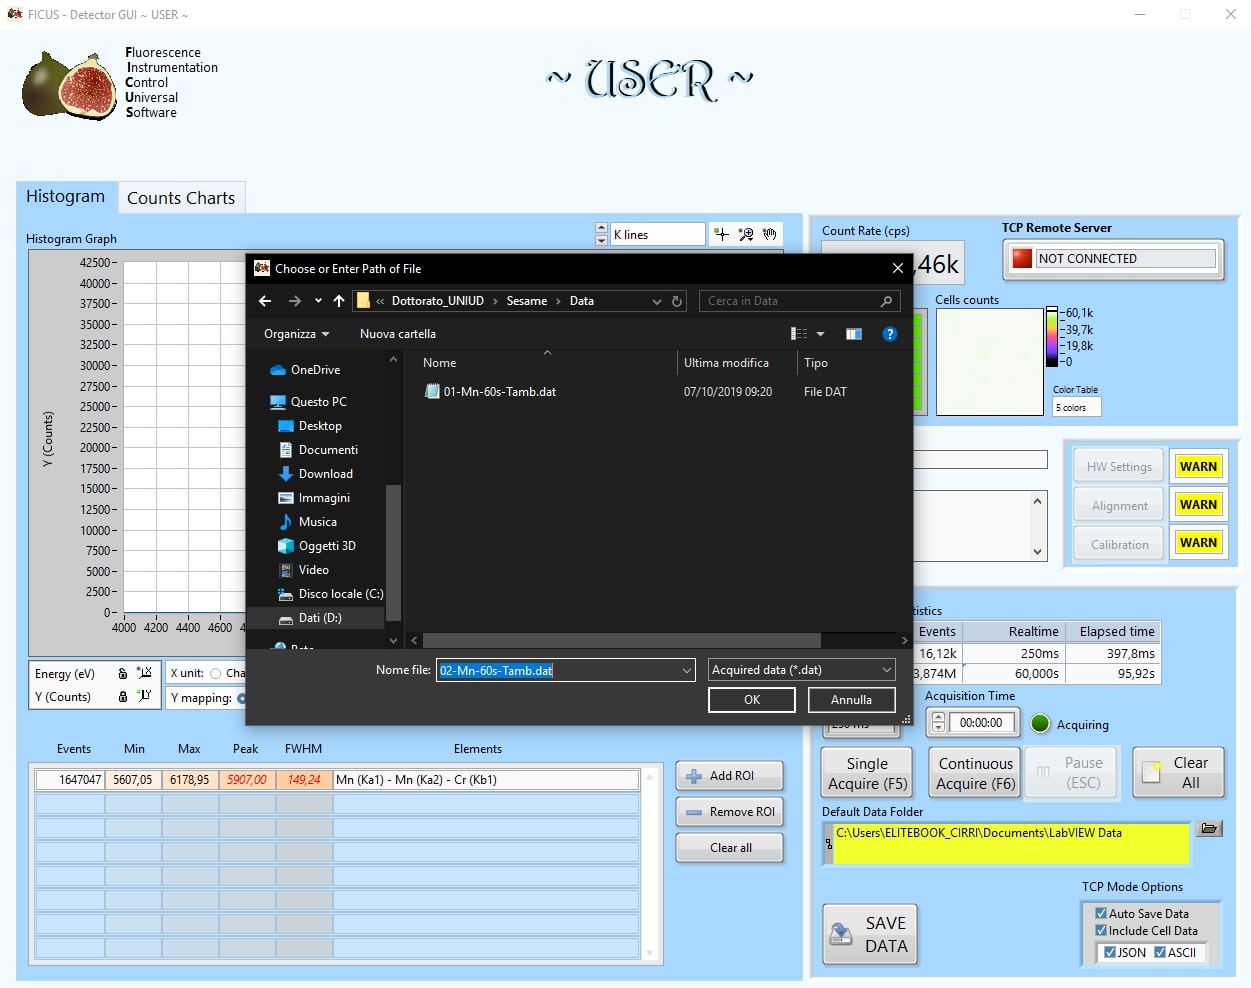 FICUS - Detector GUI ~ USER ~
Fluorescence
Instrumentation
Control
Universal
Software
~ USER ~
Histogram
Counts Charts
Histogram Graph
K lines
Y (Counts)
42500
40000
37500
35000
32500
30000
27500
25000
22500
20000
17500
15000
12500
10000
7500
5000
2500
0
4000 4200 4400 4600
Energy (eV)
Y (Counts)
X unit:
Y mapping:
Choose or Enter Path of File
« Dottorato_UNIUD › Sesame › Data
Cerca in Data
Organizza
Nuova cartella
OneDrive
Questo PC
Desktop
Documenti
Download
Immagini
Musica
Oggetti 3D
Video
Disco locale (C:)
Dati (D:)
Nome Ultima modifica Tipo
01-Mn-60s-Tamb.dat 07/10/2019 09:20 File DAT
Nome file: 02-Mn-60s-Tamb.dat
Acquired data (*.dat)
OK
Annulla
Count Rate (cps)
,46k
TCP Remote Server
NOT CONNECTED
Cells counts
60,1k
39,7k
19,8k
0
Color Table
5 colors
HW Settings WARN
Alignment WARN
Calibration WARN
Events Realtime Elapsed time
16,12k 250ms 397,8ms
3,874M 60,000s 95,92s
Acquisition Time
00:00:00
Acquiring
Single
Acquire (F5)
Continuous
Acquire (F6)
Pause
(ESC)
Clear
All
Default Data Folder
C:\Users\ELITEBOOK_CIRRI\Documents\LabVIEW Data
SAVE
DATA
TCP Mode Options
Auto Save Data
Include Cell Data
JSON ASCII
Events Min Max Peak FWHM Elements
1647047 5607,05 6178,95 5907,00 149,24 Mn (Ka1) - Mn (Ka2) - Cr (Kb1)
Add ROI
Remove ROI
Clear all